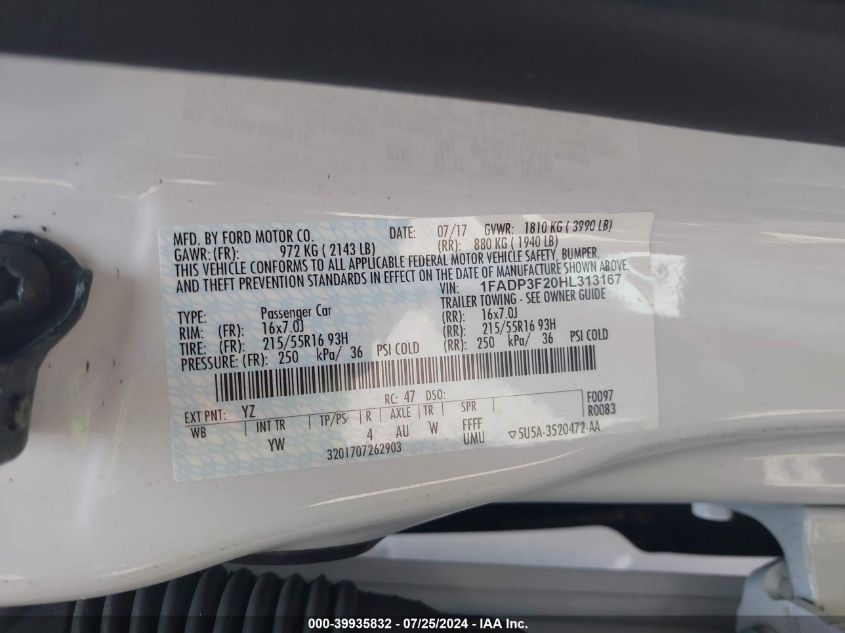 MFD. BY FORD MOTOR CO. DATE: 07/17 GVWR: 1810 KG ( 3990 LB)
GAWR: (FR): 972 KG ( 2143 LB) (RR): 880 KG ( 1940 LB)
THIS VEHICLE CONFORMS TO ALL APPLICABLE FEDERAL MOTOR VEHICLE SAFETY, BUMPER,
AND THEFT PREVENTION STANDARDS IN EFFECT ON THE DATE OF MANUFACTURE SHOWN ABOVE.
VIN: 1FADP3F20HL313167
TYPE: Passenger Car TRAILER TOWING - SEE OWNER GUIDE
RIM: (FR): 16x7.0J (RR): 16x7.0J
TIRE: (FR): 215/55R16 93H (RR): 215/55R16 93H
PRESSURE: (FR): 250 kPa/ 36 PSI COLD (RR): 250 kPa/ 36 PSI COLD
EXT PNT: YZ RC: 47 DSO: F0097
WB INT TR TP/PS R AXLE TR SPR R0083
YW 4 AU W FFFF
UMU ▽5U5A-3520472-AA
3201707262903
000-39935832 - 07/25/2024 - IAA Inc.